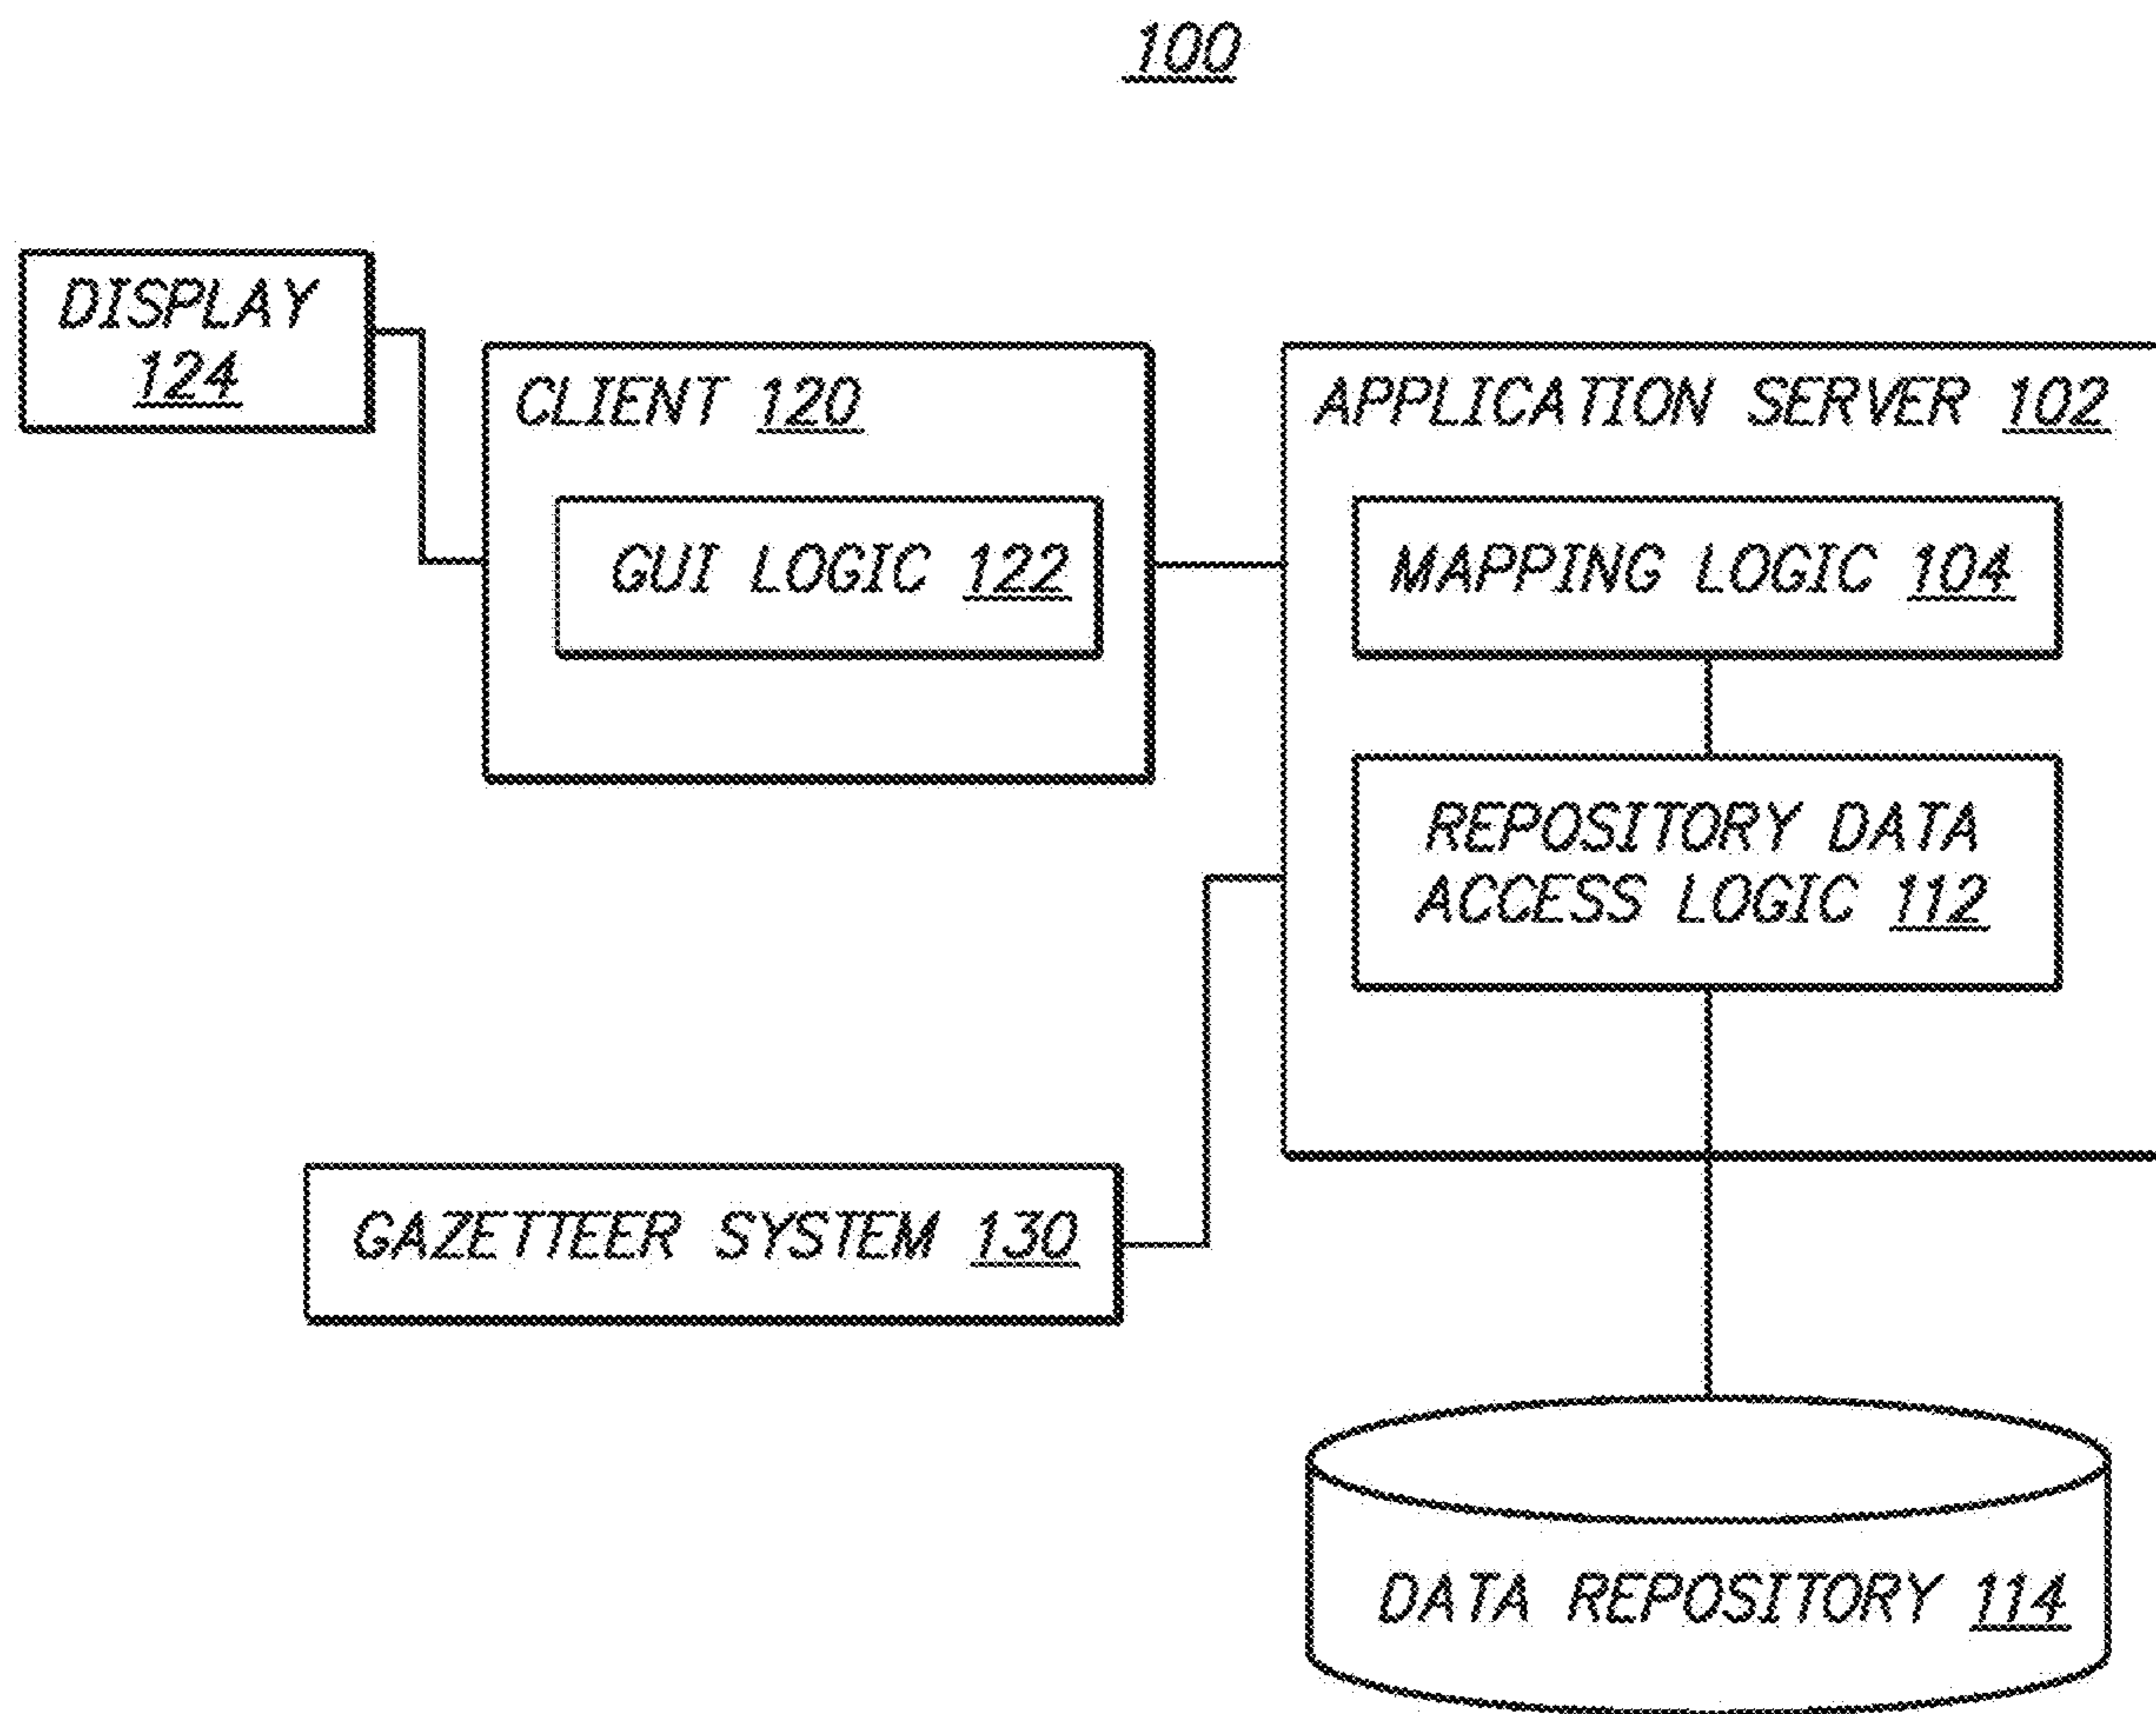 100
DISPLAY
124
CLIENT 120
GUI LOGIC 122
APPLICATION SERVER 102
MAPPING LOGIC 104
REPOSITORY DATA
ACCESS LOGIC 112
GAZETTEER SYSTEM 130
DATA REPOSITORY 114